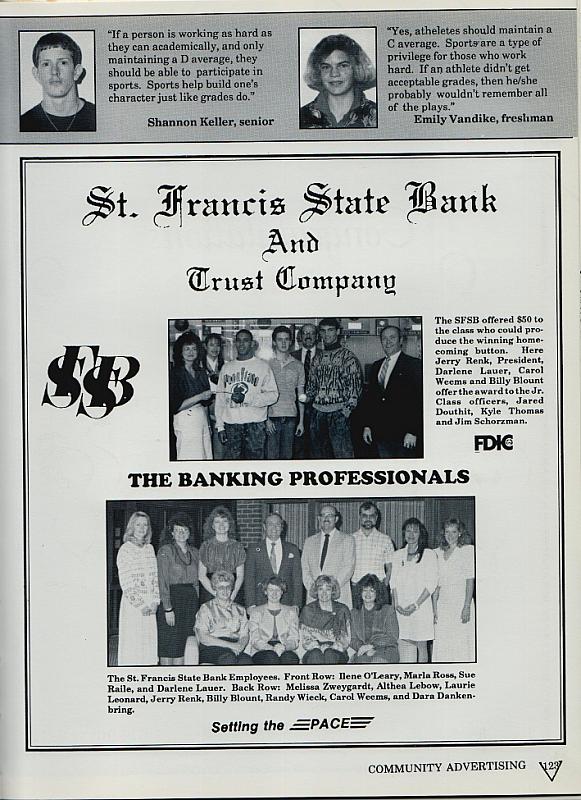 "If a person is working as hard as
they can academically, and only
maintaining a D average, they
should be able to participate in
sports. Sports help build one's
character just like grades do."
Shannon Keller, senior
"Yes, atheletes should maintain a
C average. Sports are a type of
privilege for those who work
hard. If an athlete didn't get
acceptable grades, then he/she
probably wouldn't remember all
of the plays."
Emily Vandike, freshman
St. Francis State Bank
And
Trust Company
SFSB
The SFSB offered $50 to
the class who could pro-
duce the winning home-
coming button. Here
Jerry Renk, President,
Darlene Lauer, Carol
Weems and Billy Blount
offer the award to the Jr.
Class officers, Jared
Douthit, Kyle Thomas
and Jim Schorzman.
FDIC
THE BANKING PROFESSIONALS
The St. Francis State Bank Employees. Front Row: Ilene O'Leary, Marla Ross, Sue
Raile, and Darlene Lauer. Back Row: Melissa Zweygardt, Althea Lebow, Laurie
Leonard, Jerry Renk, Billy Blount, Randy Wieck, Carol Weems, and Dara Danken-
bring.
Setting the PACE
COMMUNITY ADVERTISING 123